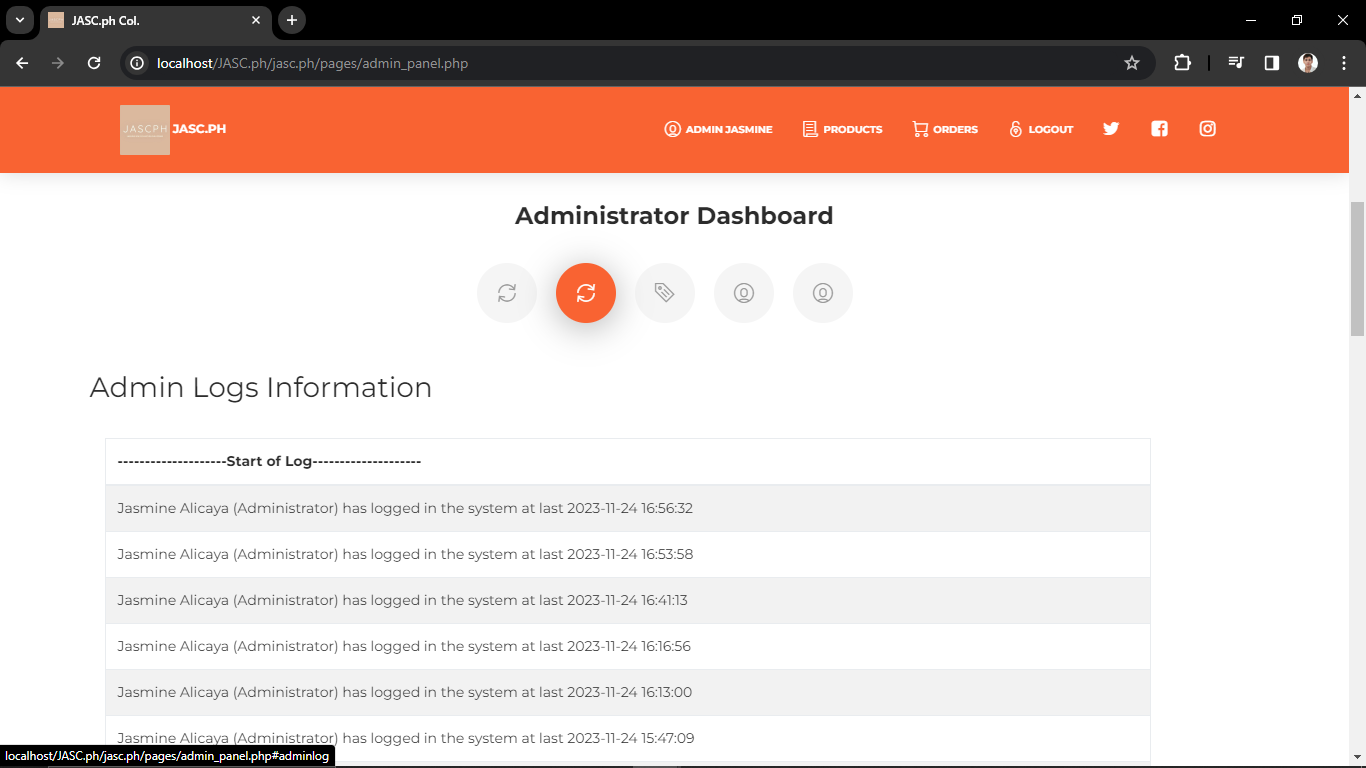 JASC.ph Col.
localhost/JASC.ph/jasc.ph/pages/admin_panel.php
JASCPH JASC.PH ADMIN JASMINE PRODUCTS ORDERS LOGOUT
Administrator Dashboard
Admin Logs Information
--------------------Start of Log--------------------
Jasmine Alicaya (Administrator) has logged in the system at last 2023-11-24 16:56:32
Jasmine Alicaya (Administrator) has logged in the system at last 2023-11-24 16:53:58
Jasmine Alicaya (Administrator) has logged in the system at last 2023-11-24 16:41:13
Jasmine Alicaya (Administrator) has logged in the system at last 2023-11-24 16:16:56
Jasmine Alicaya (Administrator) has logged in the system at last 2023-11-24 16:13:00
Jasmine Alicaya (Administrator) has logged in the system at last 2023-11-24 15:47:09
localhost/JASC.ph/jasc.ph/pages/admin_panel.php#adminlog